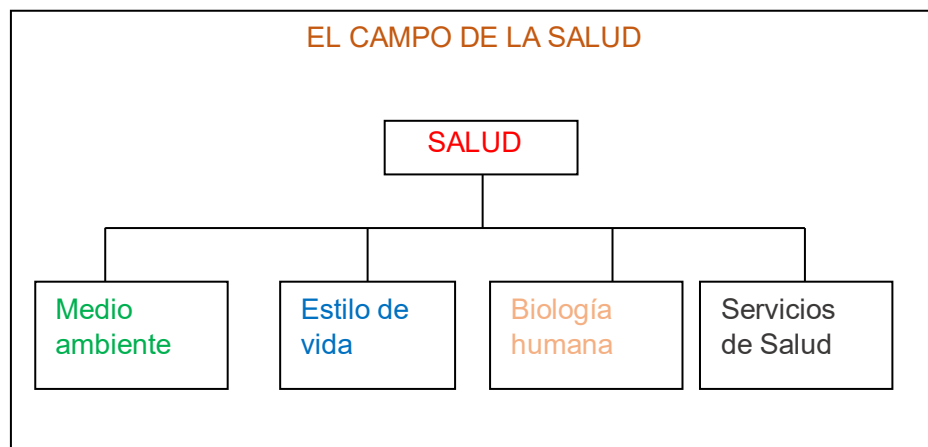 EL CAMPO DE LA SALUD
SALUD
Medio
ambiente
Estilo de
vida
Biología
humana
Servicios
de Salud